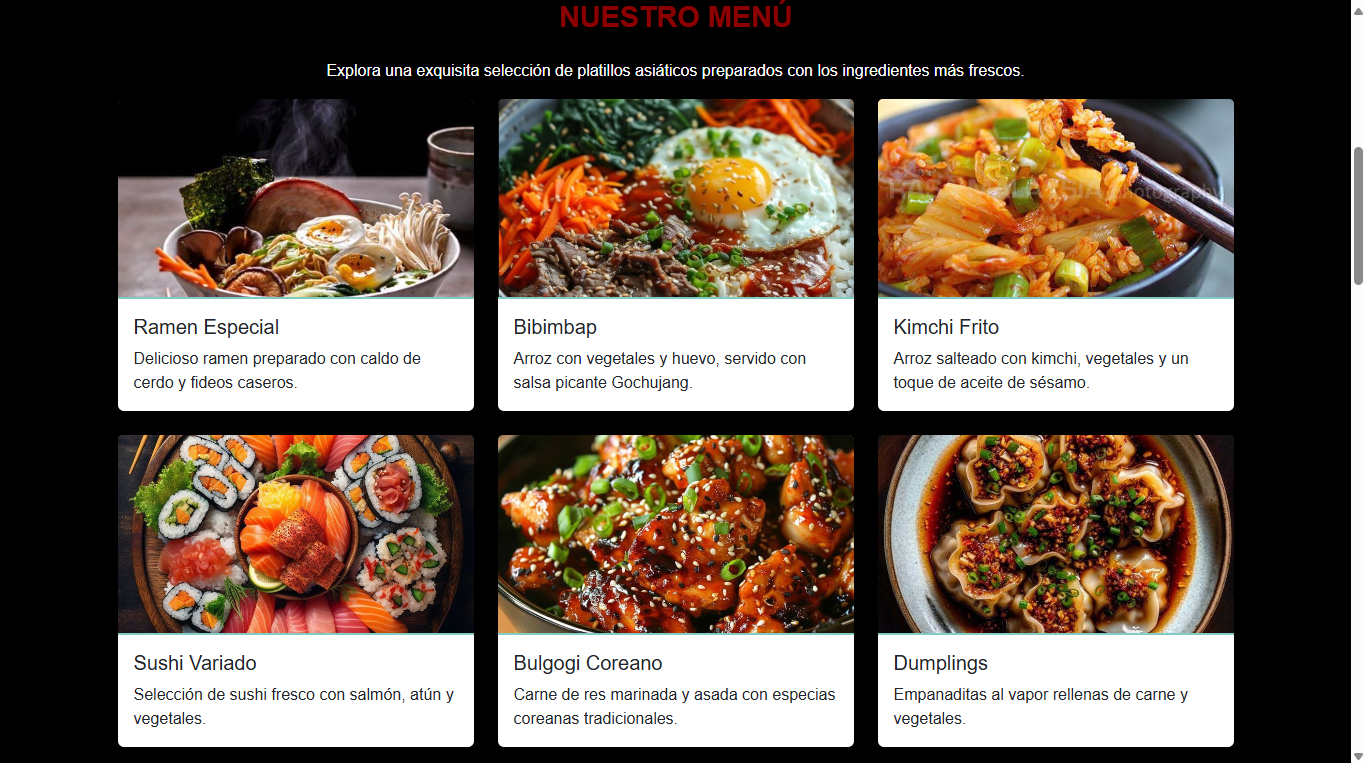 NUESTRO MENÚ
Explora una exquisita selección de platillos asiáticos preparados con los ingredientes más frescos.
Ramen Especial
Delicioso ramen preparado con caldo de
cerdo y fideos caseros.
Bibimbap
Arroz con vegetales y huevo, servido con
salsa picante Gochujang.
Kimchi Frito
Arroz salteado con kimchi, vegetales y un
toque de aceite de sésamo.
Sushi Variado
Selección de sushi fresco con salmón, atún y
vegetales.
Bulgogi Coreano
Carne de res marinada y asada con especias
coreanas tradicionales.
Dumplings
Empanaditas al vapor rellenas de carne y
vegetales.